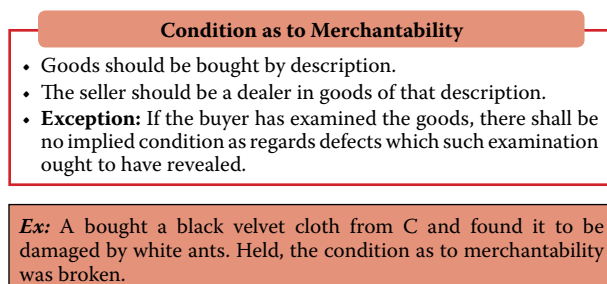 Condition as to Merchantability
• Goods should be bought by description.
• The seller should be a dealer in goods of that description.
• Exception: If the buyer has examined the goods, there shall be
no implied condition as regards defects which such examination
ought to have revealed.
Ex: A bought a black velvet cloth from C and found it to be
damaged by white ants. Held, the condition as to merchantability
was broken.